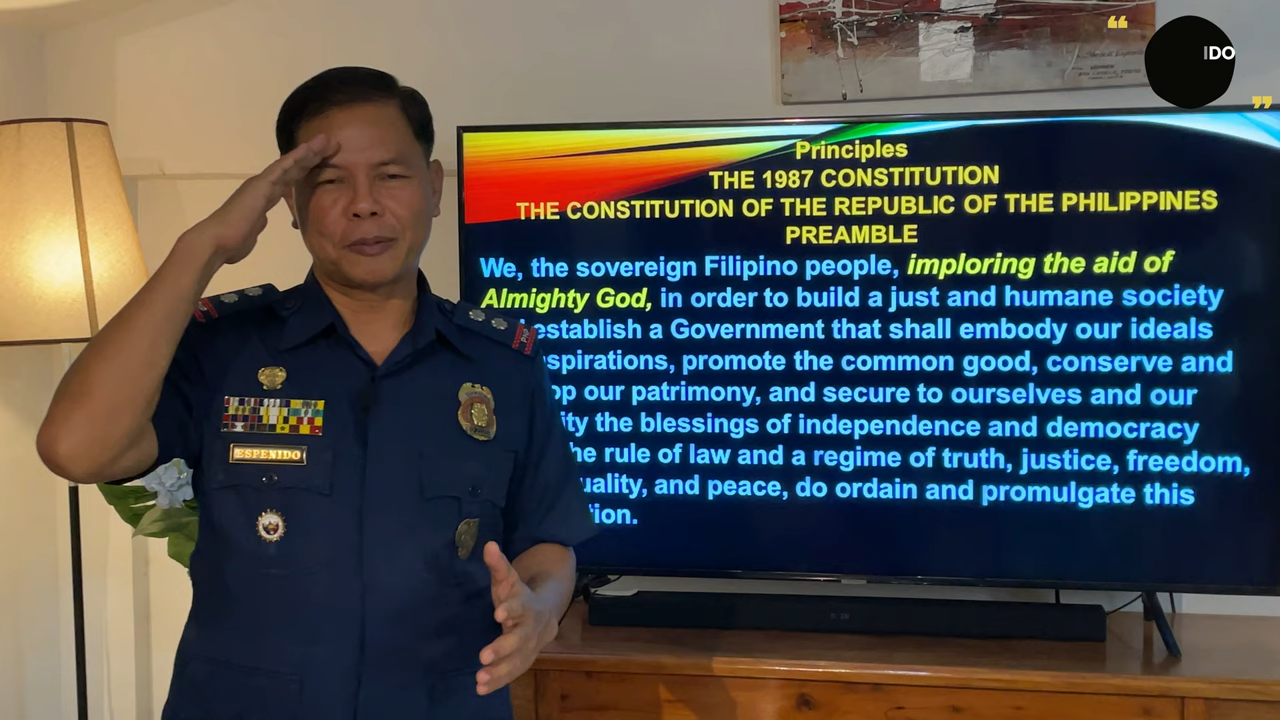 “
IDO
”
Principles
THE 1987 CONSTITUTION
THE CONSTITUTION OF THE REPUBLIC OF THE PHILIPPINES
PREAMBLE
We, the sovereign Filipino people, imploring the aid of
Almighty God, in order to build a just and humane society
establish a Government that shall embody our ideals
spirations, promote the common good, conserve and
op our patrimony, and secure to ourselves and our
ity the blessings of independence and democracy
he rule of law and a regime of truth, justice, freedom,
uality, and peace, do ordain and promulgate this
tion.
PNP
ESPENIDO